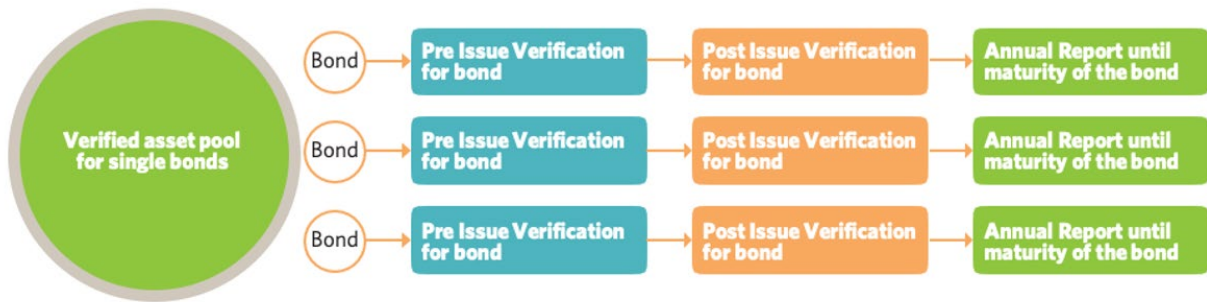 Verified asset pool
for single bonds
Bond
Pre Issue Verification
for bond
Post Issue Verification
for bond
Annual Report until
maturity of the bond
Bond
Pre Issue Verification
for bond
Post Issue Verification
for bond
Annual Report until
maturity of the bond
Bond
Pre Issue Verification
for bond
Post Issue Verification
for bond
Annual Report until
maturity of the bond